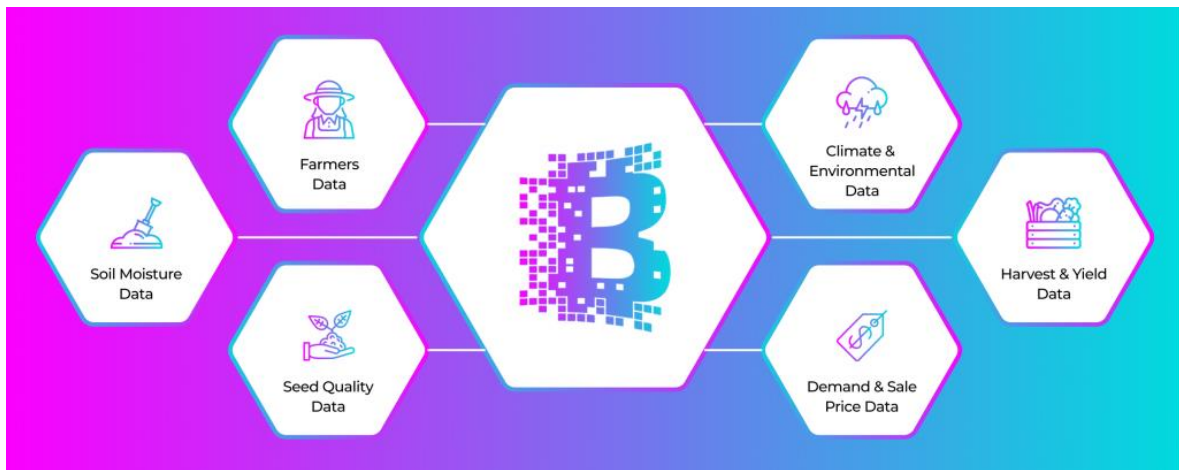 Farmers
Data
Climate &
Environmental
Data
Soil Moisture
Data
B
Harvest & Yield
Data
Seed Quality
Data
Demand & Sale
Price Data